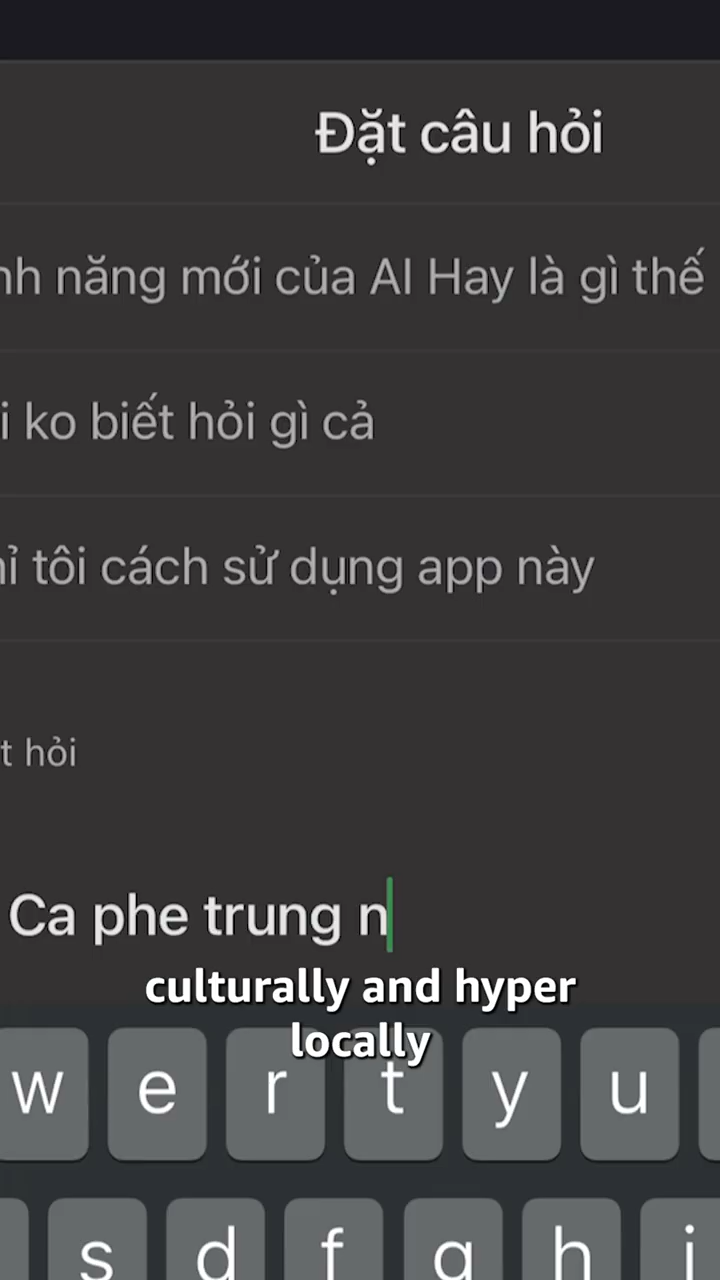 Đặt câu hỏi
nh năng mới của AI Hay là gì thế
i ko biết hỏi gì cả
ỉ tôi cách sử dụng app này
t hỏi
Ca phe trung n
culturally and hyper
locally
w e r t y u
s d f g h j